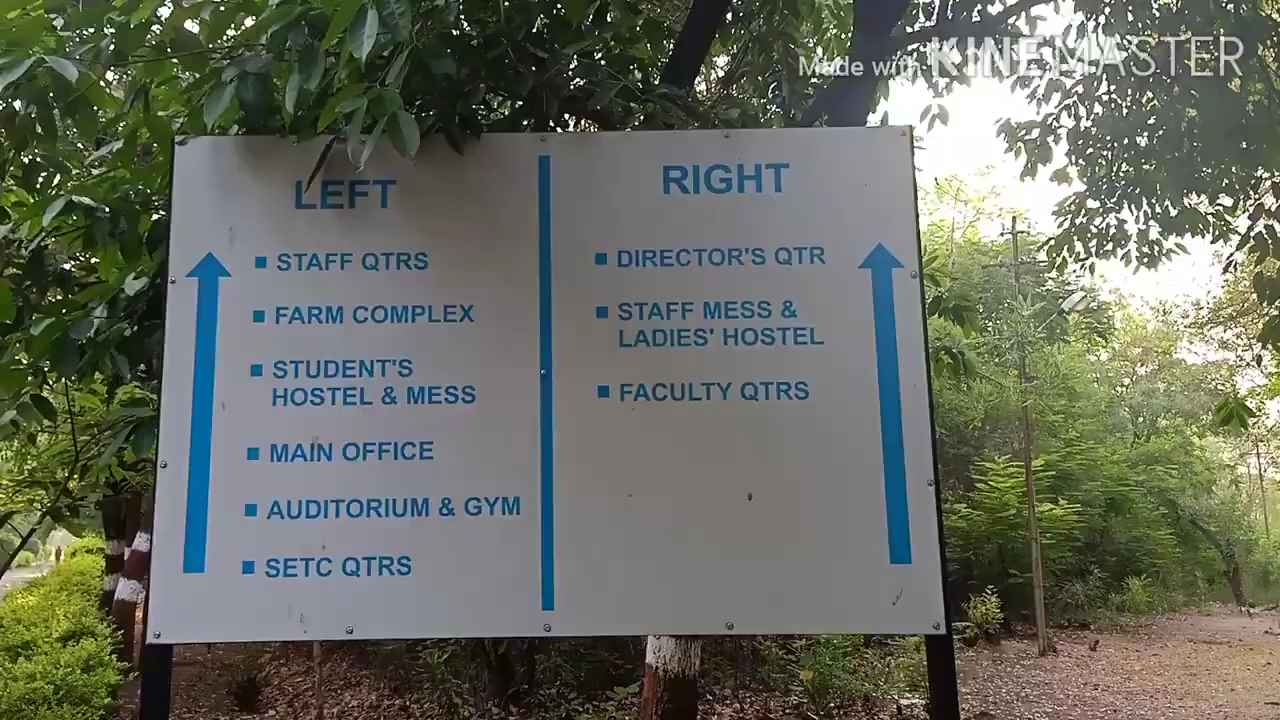 Made with KINEMASTER
LEFT
STAFF QTRS
FARM COMPLEX
STUDENT'S
HOSTEL & MESS
MAIN OFFICE
AUDITORIUM & GYM
SETC QTRS
RIGHT
DIRECTOR'S QTR
STAFF MESS &
LADIES' HOSTEL
FACULTY QTRS